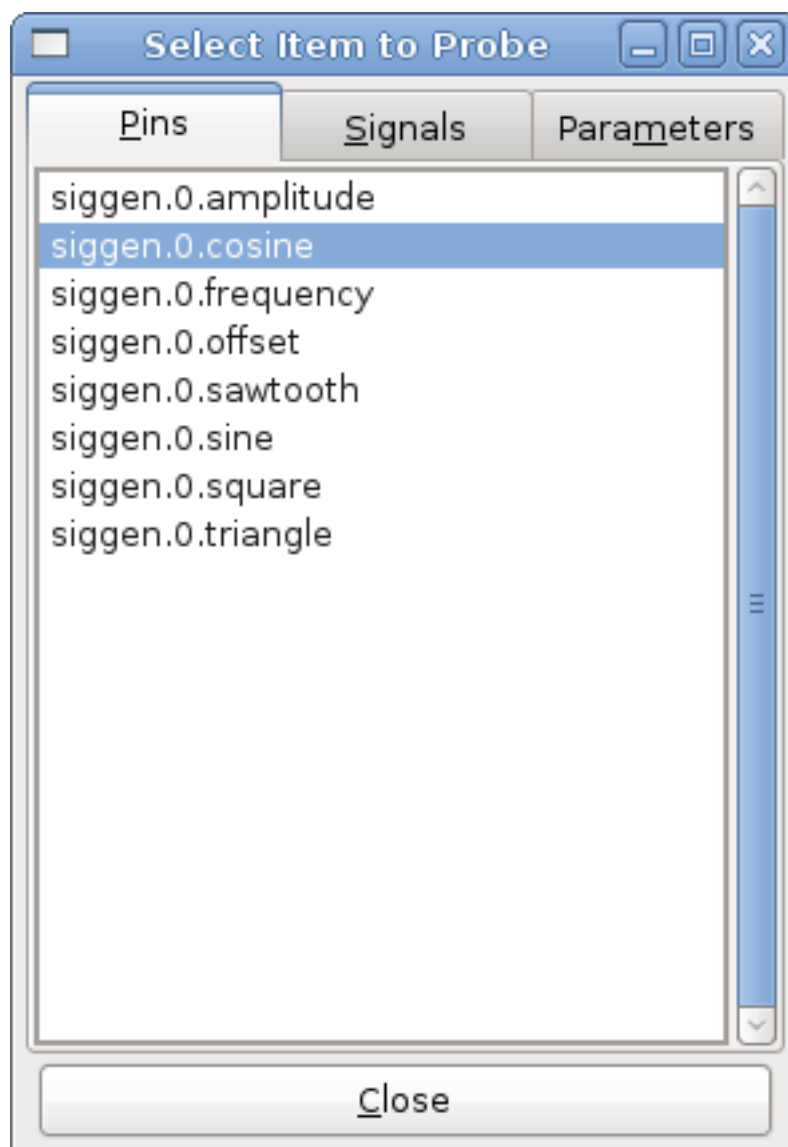 Select Item to Probe
Pins Signals Parameters
siggen.0.amplitude
siggen.0.cosine
siggen.0.frequency
siggen.0.offset
siggen.0.sawtooth
siggen.0.sine
siggen.0.square
siggen.0.triangle
Close